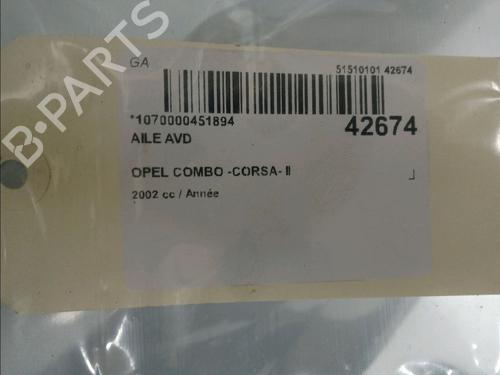 GA
51510101 42674
*1070000451894
42674
AILE AVD
OPEL COMBO -CORSA- II
2002 cc / Année
B-PARTS